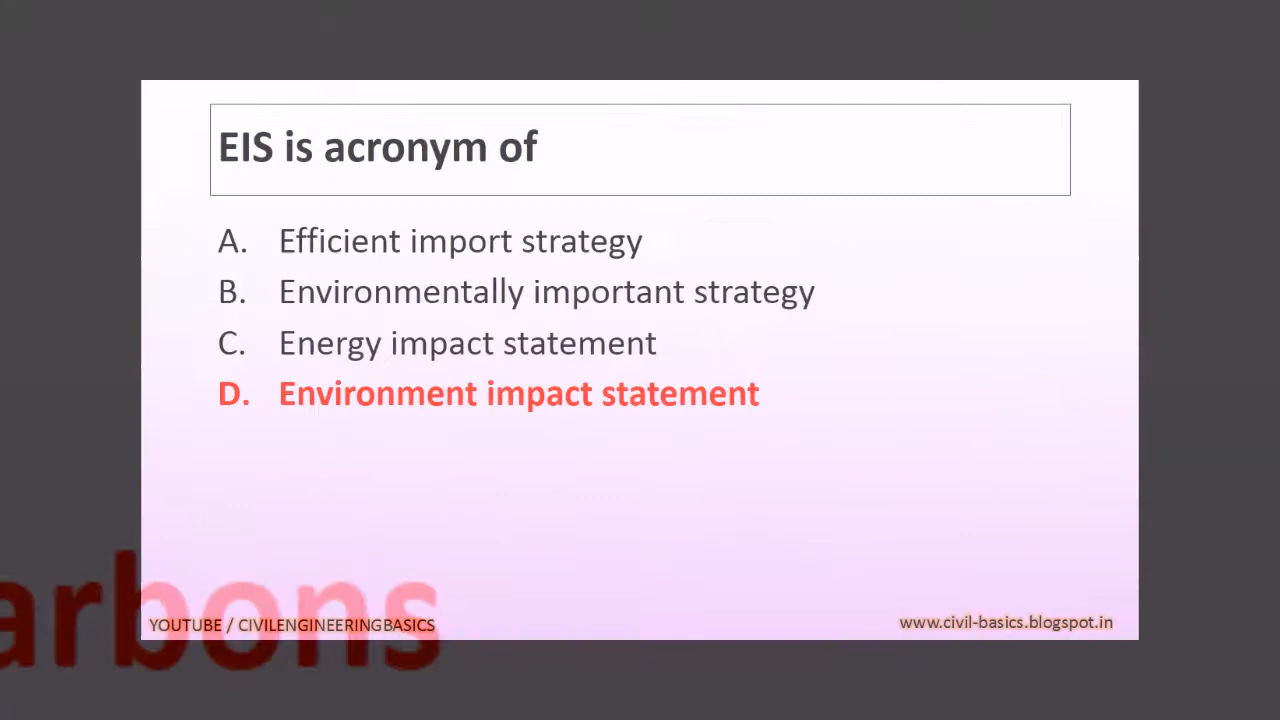 EIS is acronym of
A. Efficient import strategy
B. Environmentally important strategy
C. Energy impact statement
D. Environment impact statement
arbons
YOUTUBE / CIVILENGINEERINGBASICS
www.civil-basics.blogspot.in